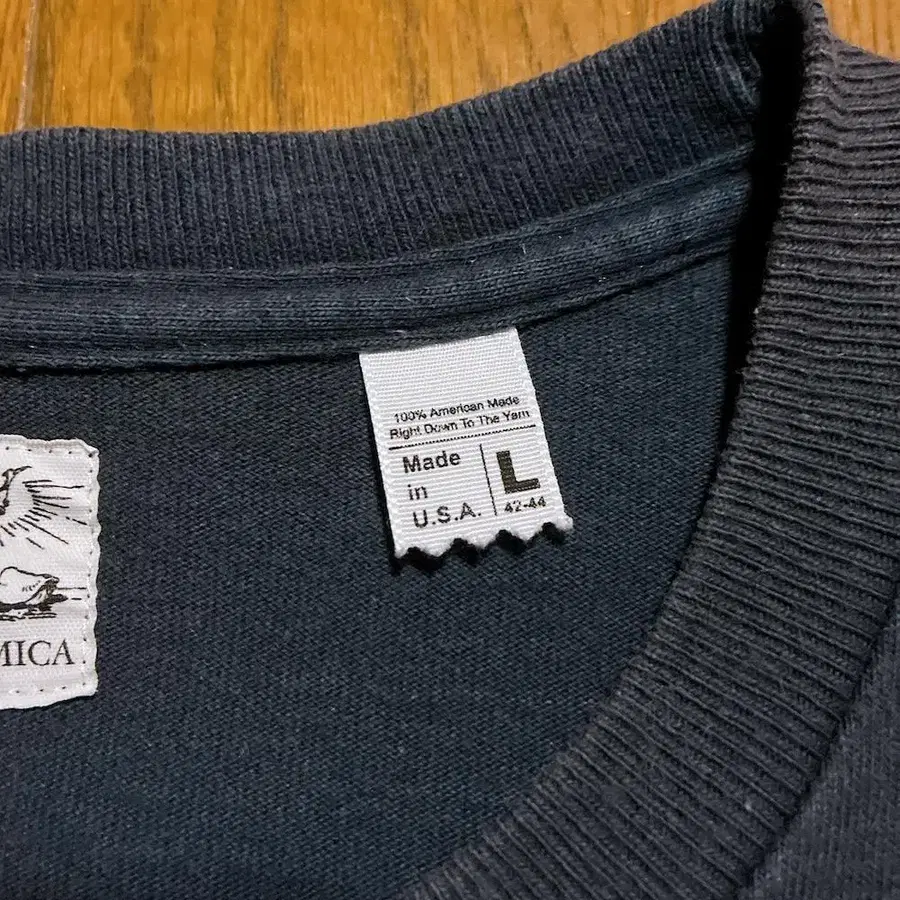 100% American Made
Right Down To The Yarn
Made
in
U.S.A.
L
42-44
MICA